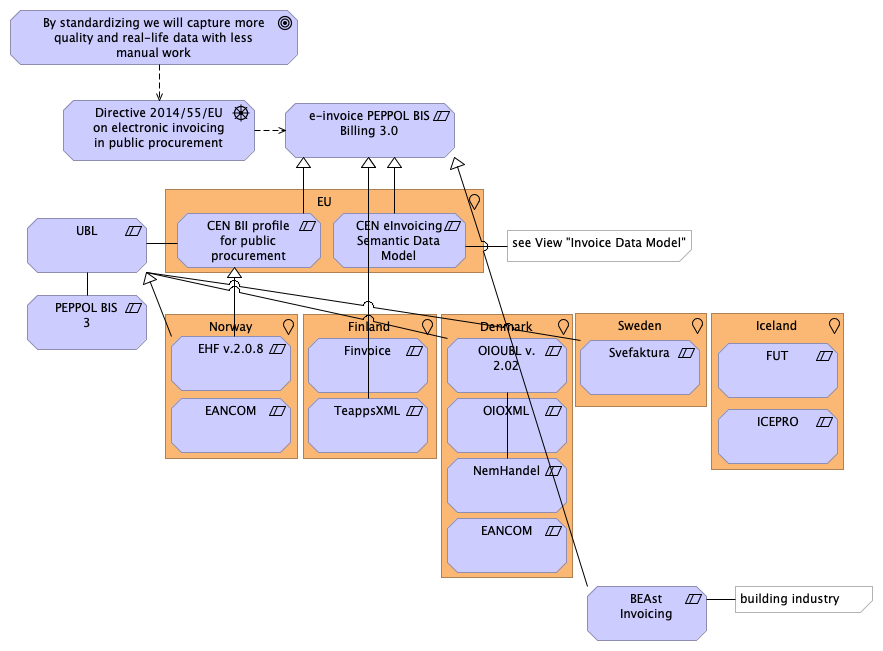 By standardizing we will capture more
quality and real-life data with less
manual work
Directive 2014/55/EU
on electronic invoicing
in public procurement
e-invoice PEPPOL BIS
Billing 3.0
EU
CEN BII profile
for public
procurement
CEN eInvoicing
Semantic Data
Model
see View "Invoice Data Model"
UBL
PEPPOL BIS
3
Norway
EHF v.2.0.8
EANCOM
Finland
Finvoice
TeappsXML
Denmark
OIOUBL v.
2.02
OIOXML
NemHandel
EANCOM
Sweden
Svefaktura
Iceland
FUT
ICEPRO
BEAst
Invoicing
building industry